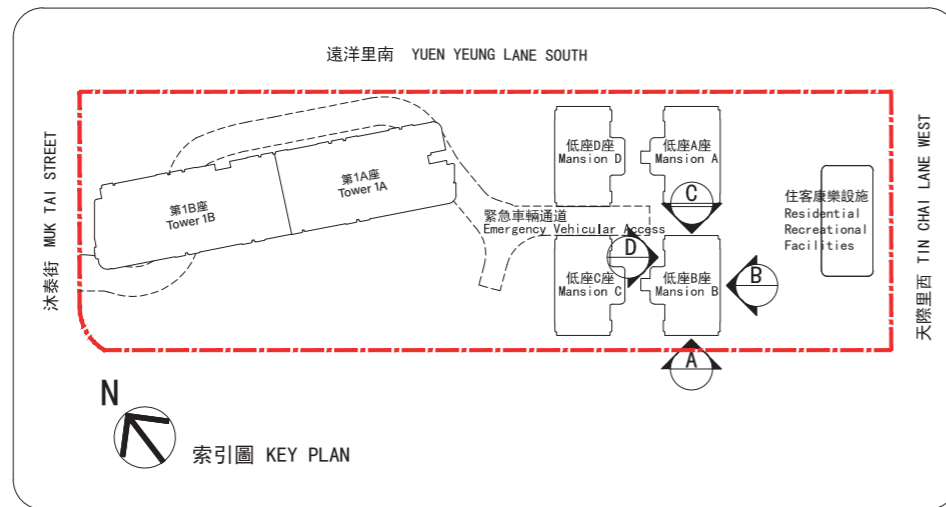 遠洋里南 YUEN YEUNG LANE SOUTH
沐泰街 MUK TAI STREET
天際里西 TIN CHAI LANE WEST
第1B座
Tower 1B
第1A座
Tower 1A
低座D座
Mansion D
低座A座
Mansion A
C
緊急車輛通道
Emergency Vehicular Access
住客康樂設施
Residential
Recreational
Facilities
D
低座C座
Mansion C
低座B座
Mansion B
B
A
N
索引圖 KEY PLAN